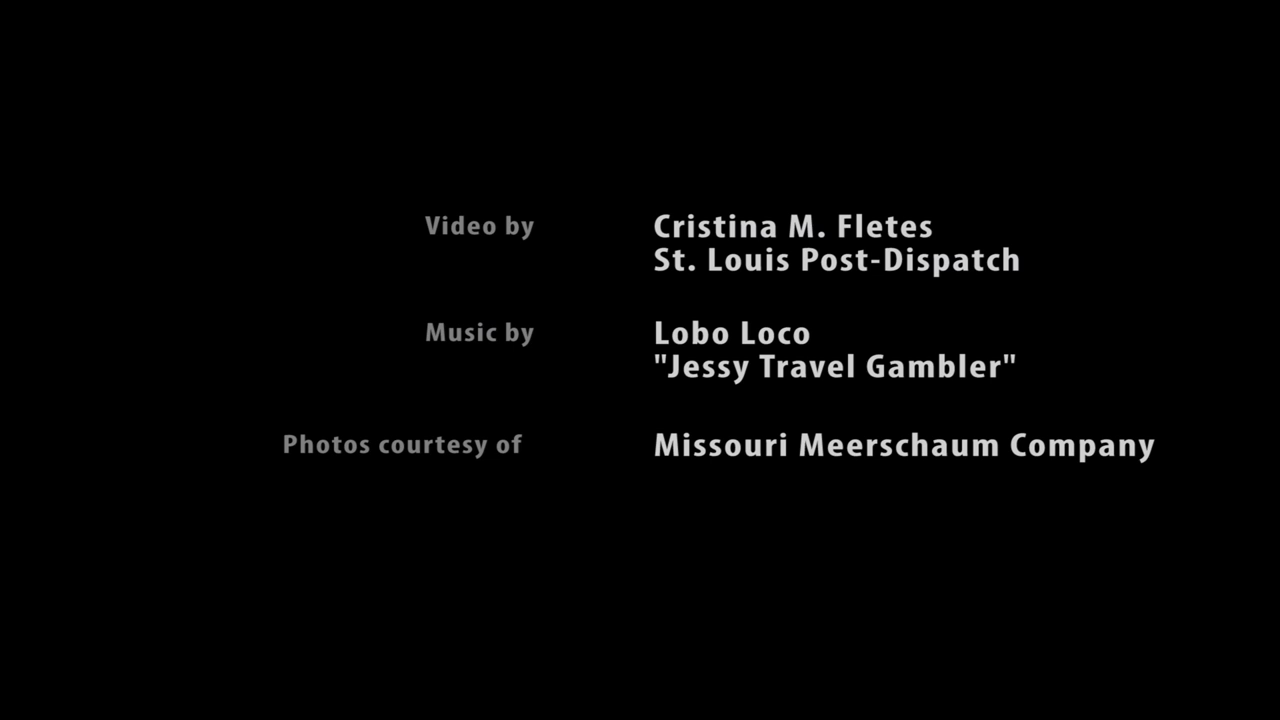 Video by Cristina M. Fletes
St. Louis Post-Dispatch
Music by Lobo Loco
"Jessy Travel Gambler"
Photos courtesy of Missouri Meerschaum Company